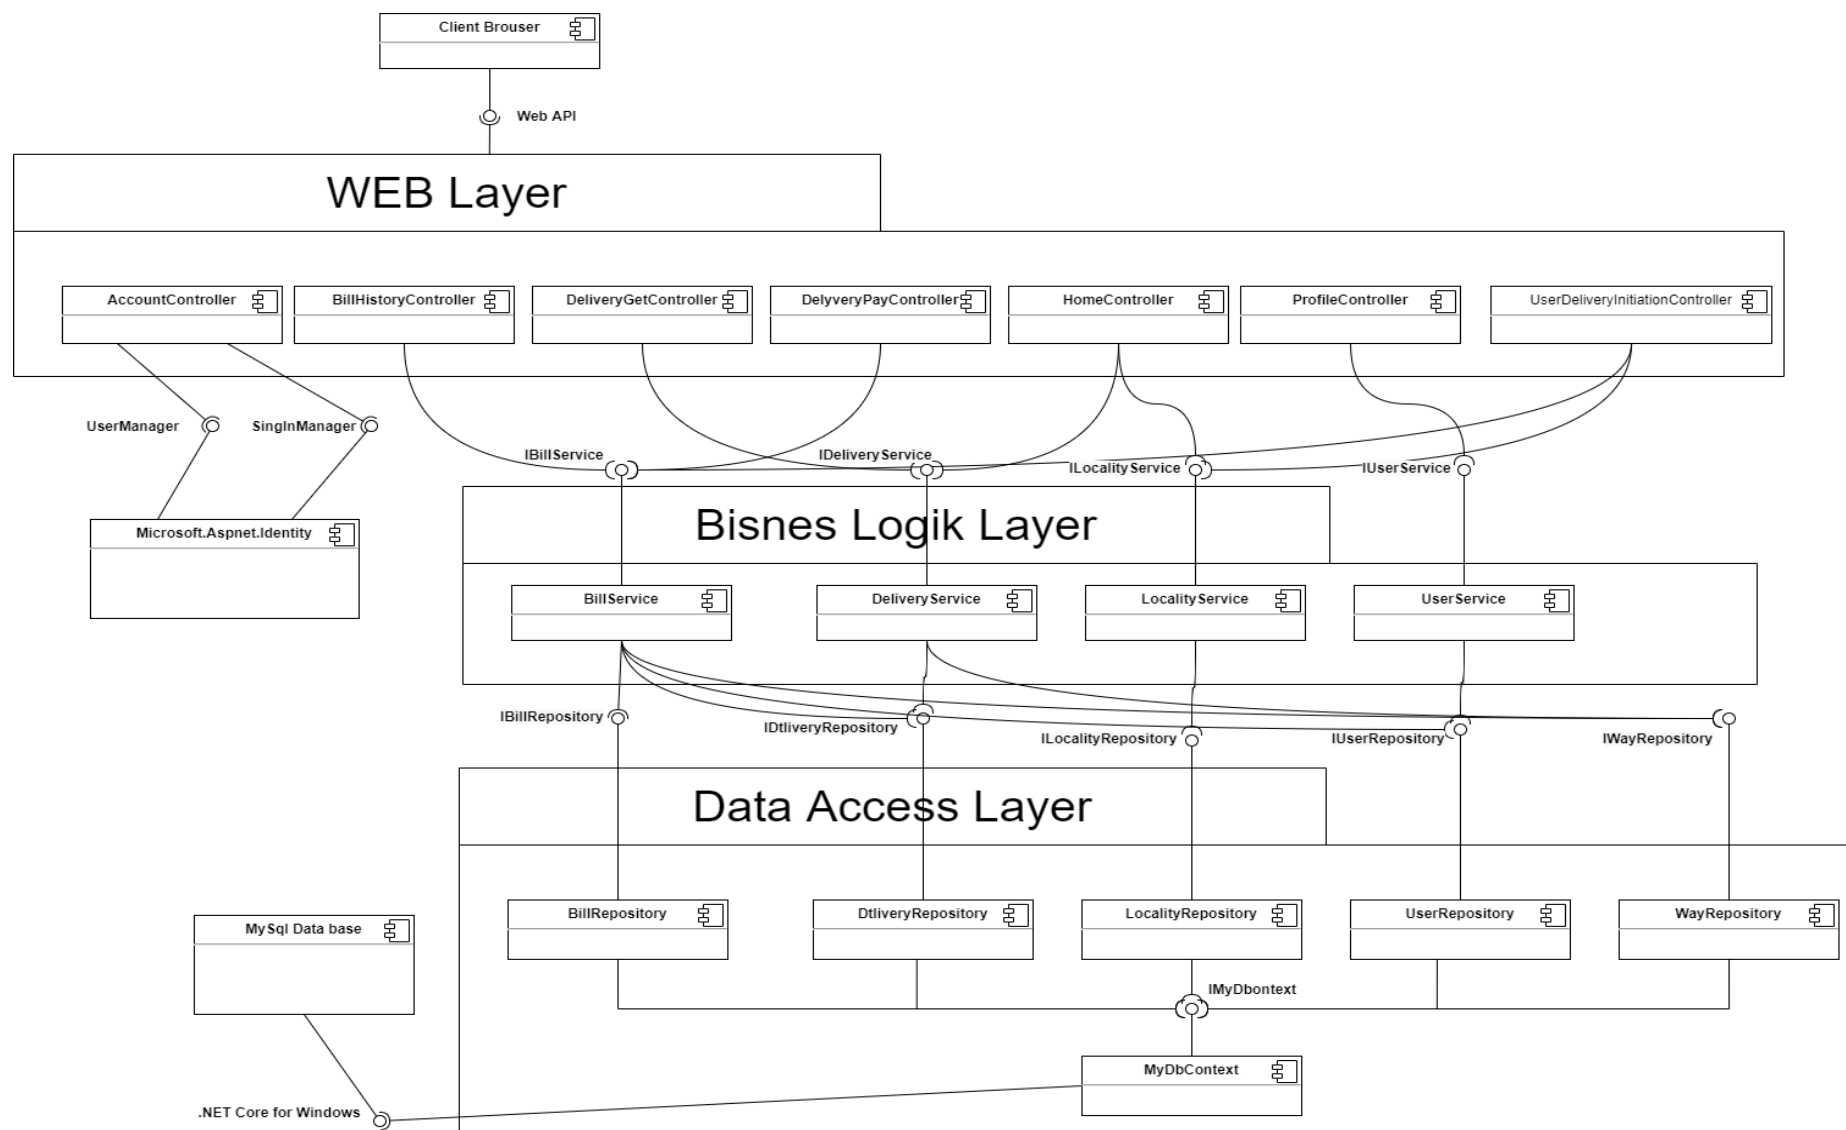 Client Brouser
Web API
WEB Layer
AccountController
BillHistoryController
DeliveryGetController
DelyveryPayController
HomeController
ProfileController
UserDeliveryInitiationController
UserManager
SingInManager
IBillService
IDeliveryService
ILocalityService
IUserService
Bisnes Logik Layer
Microsoft.Aspnet.Identity
BillService
DeliveryService
LocalityService
UserService
IBillRepository
IDtliveryRepository
ILocalityRepository
IUserRepository
IWayRepository
Data Access Layer
MySql Data base
BillRepository
DtliveryRepository
LocalityRepository
UserRepository
WayRepository
IMyDbontext
MyDbContext
.NET Core for Windows